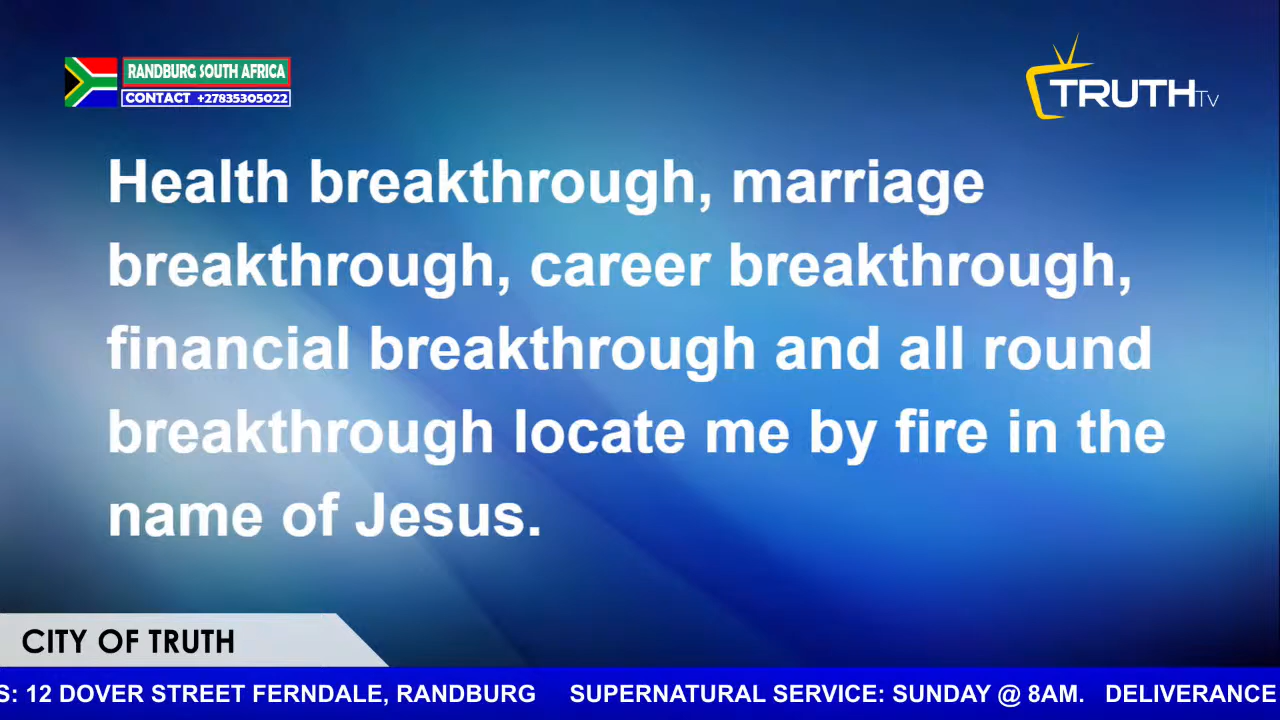 RANDBURG SOUTH AFRICA
CONTACT +27835305022
TRUTH TV
Health breakthrough, marriage
breakthrough, career breakthrough,
financial breakthrough and all round
breakthrough locate me by fire in the
name of Jesus.
CITY OF TRUTH
S: 12 DOVER STREET FERNDALE, RANDBURG SUPERNATURAL SERVICE: SUNDAY @ 8AM. DELIVERANCE